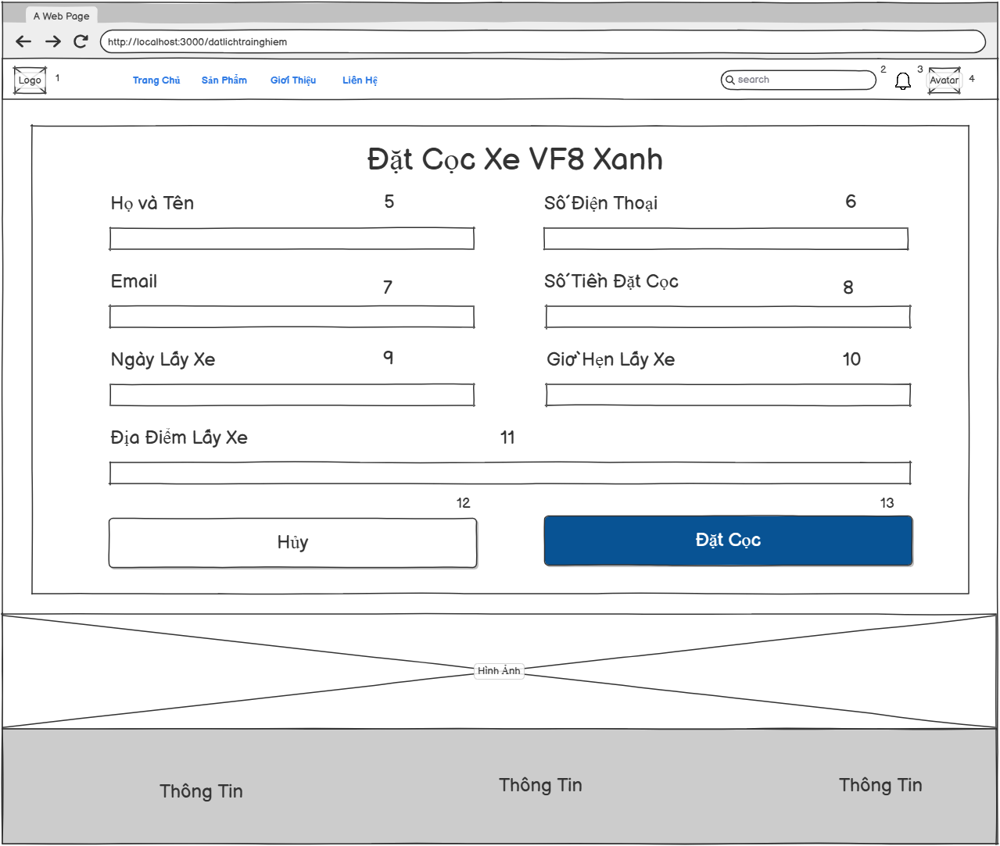 A Web Page
http://localhost:3000/datlichtrainghiem
Logo 1 Trang Chủ Sản Phẩm Giới Thiệu Liên Hệ search 2 3 Avatar 4
Đặt Cọc Xe VF8 Xanh
Họ và Tên 5 Số Điện Thoại 6
Email 7 Số Tiền Đặt Cọc 8
Ngày Lấy Xe 9 Giờ Hẹn Lấy Xe 10
Địa Điểm Lấy Xe 11
12 13
Hủy Đặt Cọc
Hình Ảnh
Thông Tin Thông Tin Thông Tin